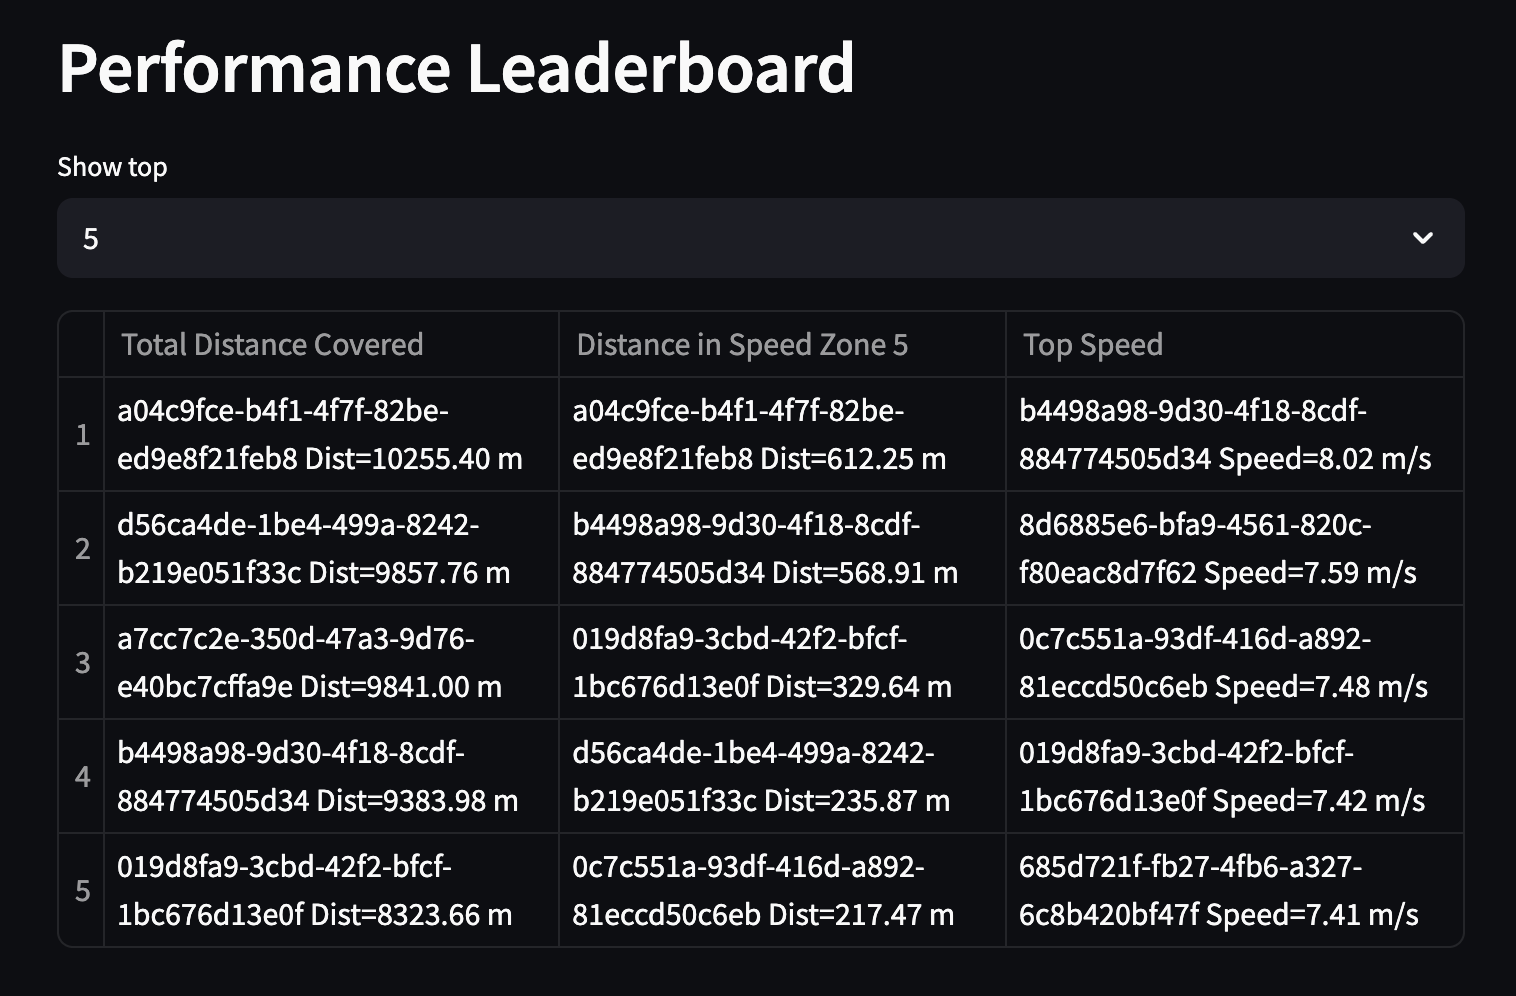 Performance Leaderboard
Show top
5
Total Distance Covered
Distance in Speed Zone 5
Top Speed
1
a04c9fce-b4f1-4f7f-82be-
ed9e8f21feb8 Dist=10255.40 m
a04c9fce-b4f1-4f7f-82be-
ed9e8f21feb8 Dist=612.25 m
b4498a98-9d30-4f18-8cdf-
884774505d34 Speed=8.02 m/s
2
d56ca4de-1be4-499a-8242-
b219e051f33c Dist=9857.76 m
b4498a98-9d30-4f18-8cdf-
884774505d34 Dist=568.91 m
8d6885e6-bfa9-4561-820c-
f80eac8d7f62 Speed=7.59 m/s
3
a7cc7c2e-350d-47a3-9d76-
e40bc7cffa9e Dist=9841.00 m
019d8fa9-3cbd-42f2-bfcf-
1bc676d13e0f Dist=329.64 m
0c7c551a-93df-416d-a892-
81eccd50c6eb Speed=7.48 m/s
4
b4498a98-9d30-4f18-8cdf-
884774505d34 Dist=9383.98 m
d56ca4de-1be4-499a-8242-
b219e051f33c Dist=235.87 m
019d8fa9-3cbd-42f2-bfcf-
1bc676d13e0f Speed=7.42 m/s
5
019d8fa9-3cbd-42f2-bfcf-
1bc676d13e0f Dist=8323.66 m
0c7c551a-93df-416d-a892-
81eccd50c6eb Dist=217.47 m
685d721f-fb27-4fb6-a327-
6c8b420bf47f Speed=7.41 m/s